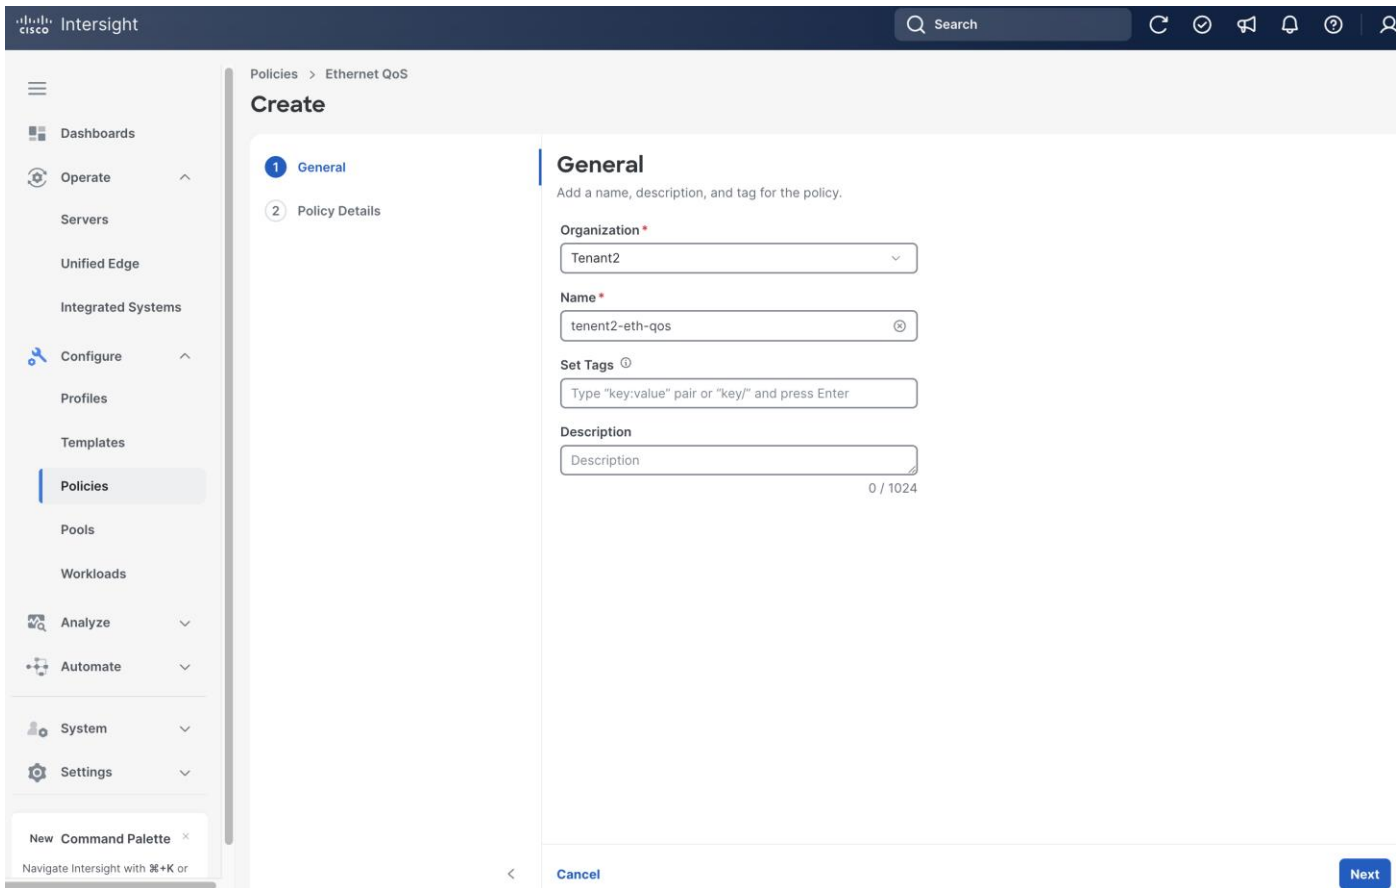 cisco Intersight
Search
Policies > Ethernet QoS
Create
Dashboards
Operate
Servers
Unified Edge
Integrated Systems
Configure
Profiles
Templates
Policies
Pools
Workloads
Analyze
Automate
System
Settings
New Command Palette
Navigate Intersight with ⌘+K or
1 General
2 Policy Details
General
Add a name, description, and tag for the policy.
Organization *
Tenant2
Name *
tenent2-eth-qos
Set Tags
Type "key:value" pair or "key/" and press Enter
Description
Description
0 / 1024
Cancel
Next